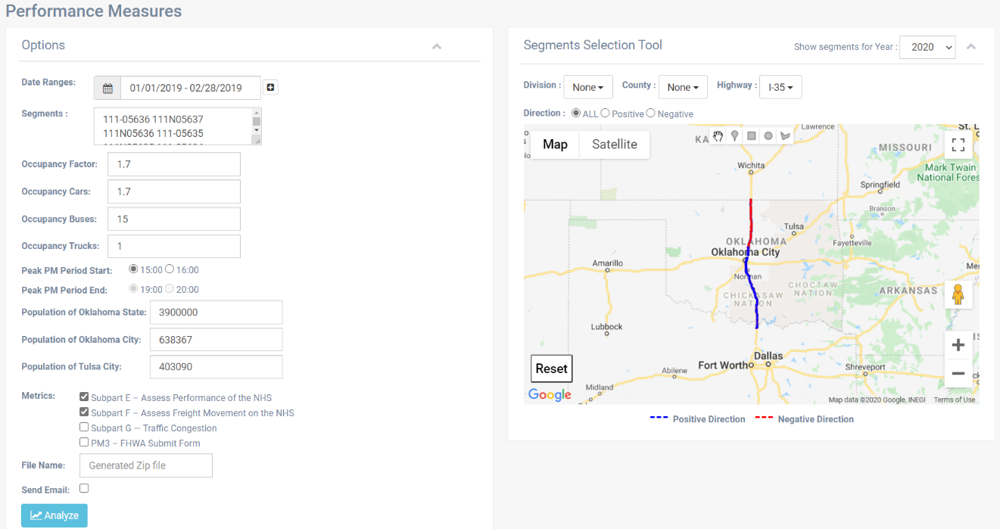 Performance Measures
Options
Date Ranges:
01/01/2019 - 02/28/2019
Segments :
111-05636 111N05637
111N05636 111-05635
Occupancy Factor:
1.7
Occupancy Cars:
1.7
Occupancy Buses:
15
Occupancy Trucks:
1
Peak PM Period Start:
15:00 16:00
Peak PM Period End:
19:00 20:00
Population of Oklahoma State:
3900000
Population of Oklahoma City:
638367
Population of Tulsa City:
403090
Metrics:
Subpart E – Assess Performance of the NHS
Subpart F – Assess Freight Movement on the NHS
Subpart G – Traffic Congestion
PM3 – FHWA Submit Form
File Name:
Generated Zip file
Send Email:
Analyze
Segments Selection Tool
Show segments for Year :
2020
Division :
None
County :
None
Highway :
I-35
Direction :
ALL Positive Negative
Map
Satellite
KA
Lawrence
St. L
MISSOURI
Wichita
Mark Twain
National Fores
Springfield
Branson
Tulsa
OKLAHOMA
Fayetteville
Oklahoma City
Amarillo
Norman
CHOCTAW
NATION
ARKANSAS
CHICKASAW
NATION
Lubbock
Dallas
Fort Worth
Shreveport
Abilene
Midland
Reset
Google
Map data ©2020 Google, INEGI
Terms of Use
Positive Direction
Negative Direction